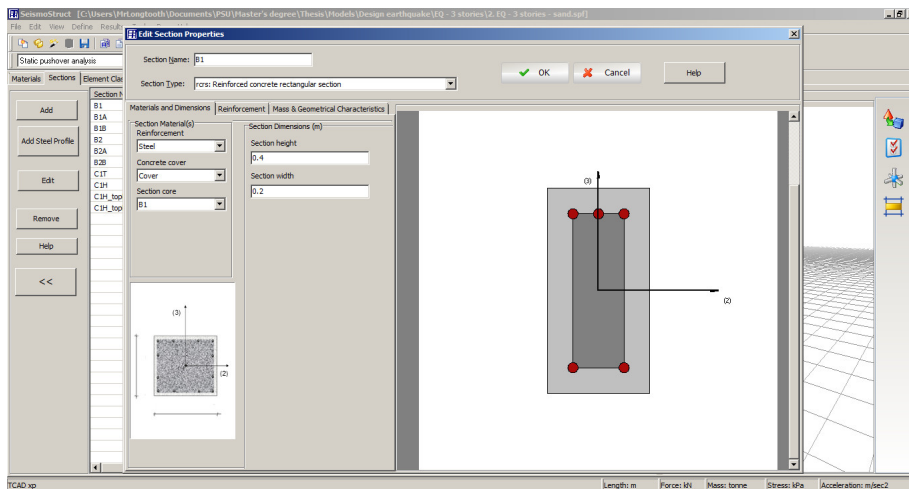 SeismoStruct [C:\Users\MrLongtooth\Documents\PSU\Master's degree\Thesis\Models\Design earthquake\EQ - 3 stories\2. EQ - 3 stories - sand.spf]
File Edit View Define Results
Edit Section Properties
Static pushover analysis
Section Name: B1
OK Cancel Help
Section Type: rcrs: Reinforced concrete rectangular section
Materials Sections Element Clas
Materials and Dimensions Reinforcement Mass & Geometrical Characteristics
Section N
Add
Add Steel Profile
Edit
Remove
Help
<<
B1
B1A
B1B
B2
B2A
B2B
C1T
C1H
C1H_top
C1H_top
Section Material(s)
Reinforcement
Steel
Concrete cover
Cover
Section core
B1
Section Dimensions (m)
Section height
0.4
Section width
0.2
(3)
(2)
(3)
(2)
TCAD xp
Length: m Force: kN Mass: tonne Stress: kPa Acceleration: m/sec2